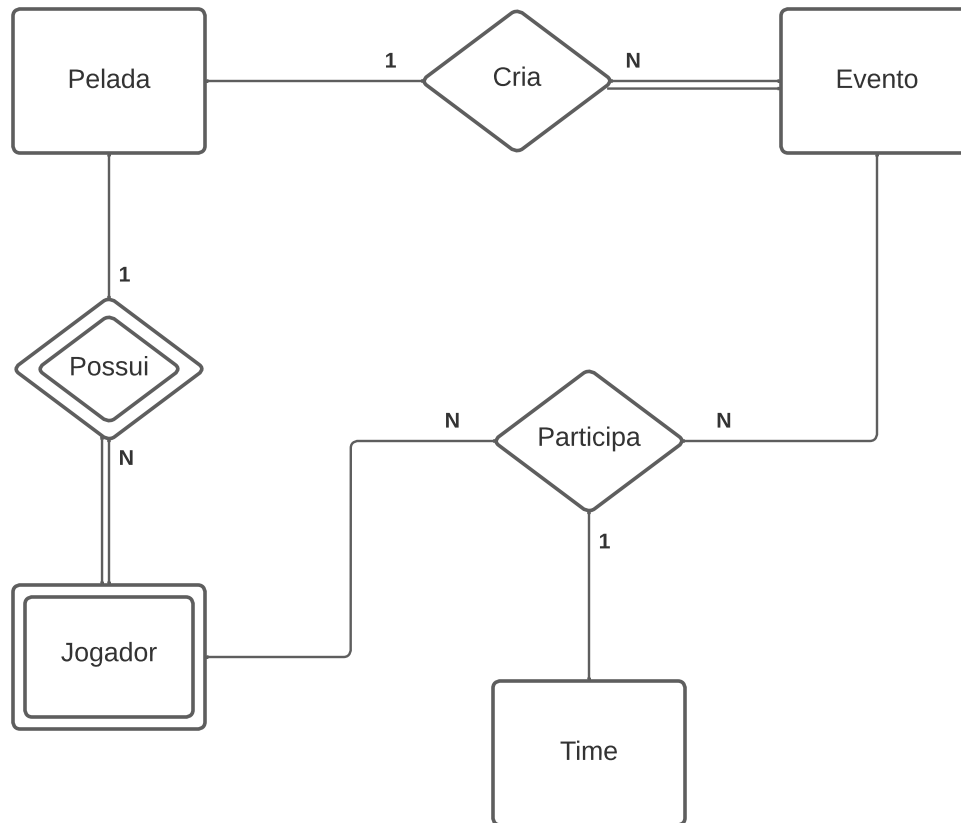 Pelada
1
Cria
N
Evento
1
Possui
N
N
Participa
N
1
Jogador
Time